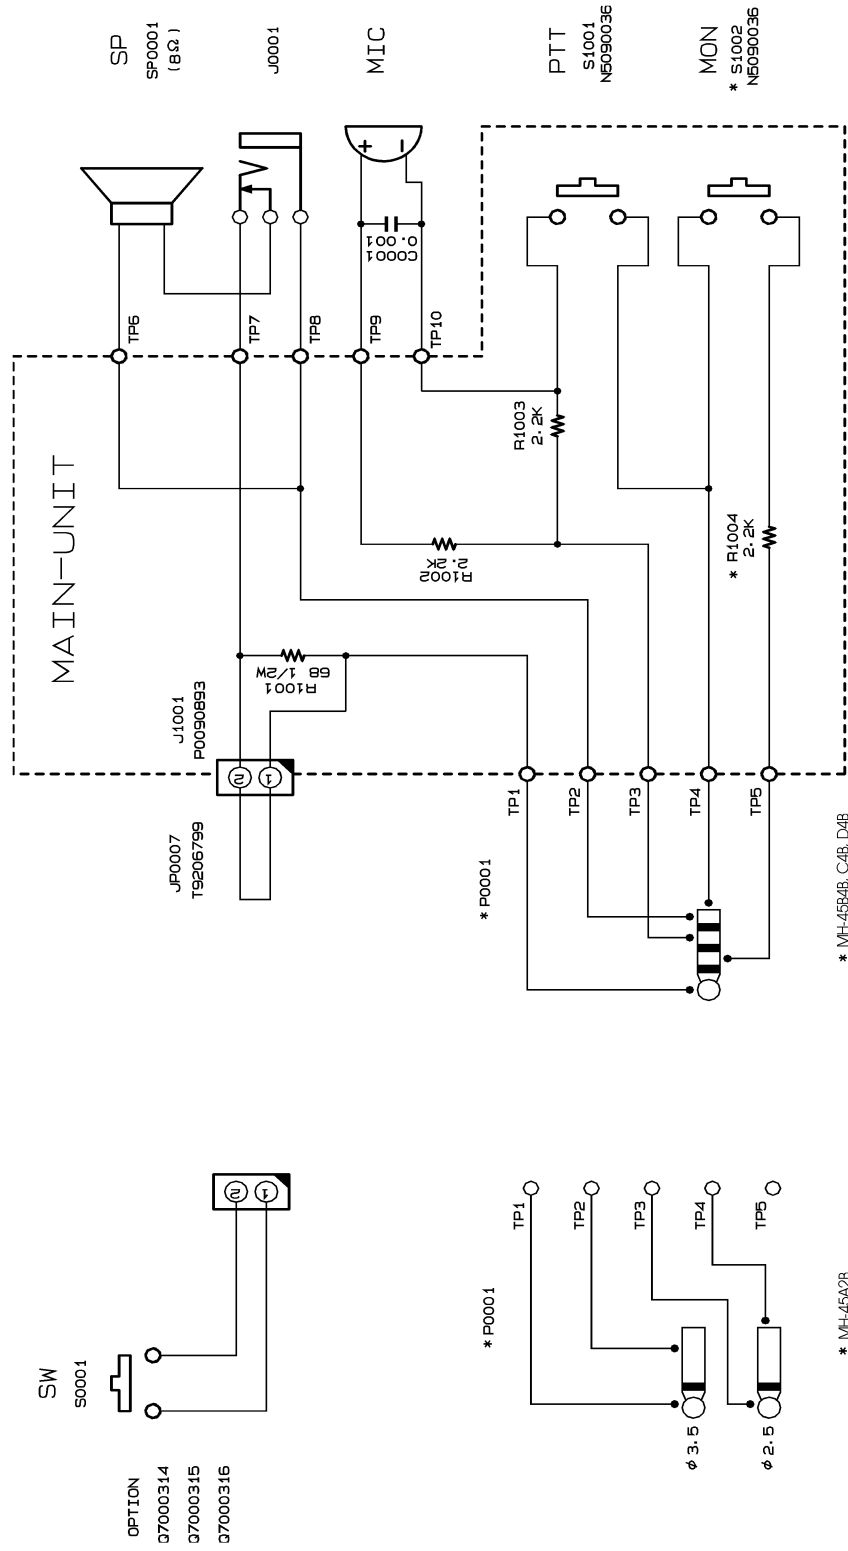 SP
SP0001
(8Ω)
J0001
MIC
PTT
S1001
N5090036
MON
* S1002
N5090036
+
−
C0001
0.001
TP6
TP7
TP8
TP9
TP10
MAIN-UNIT
R1003
2.2K
R1002
2.2K
* R1004
2.2K
R1001
68 1/2W
J1001
P0090893
2
1
JP0007
T9206799
TP1
TP2
TP3
TP4
TP5
* P0001
* MH-45B4B, C4B, D4B
2
1
SW
S0001
OPTION
Q7000314
Q7000315
Q7000316
TP1
TP2
TP3
TP4
TP5
* P0001
φ3.5
φ2.5
* MH-45A2B